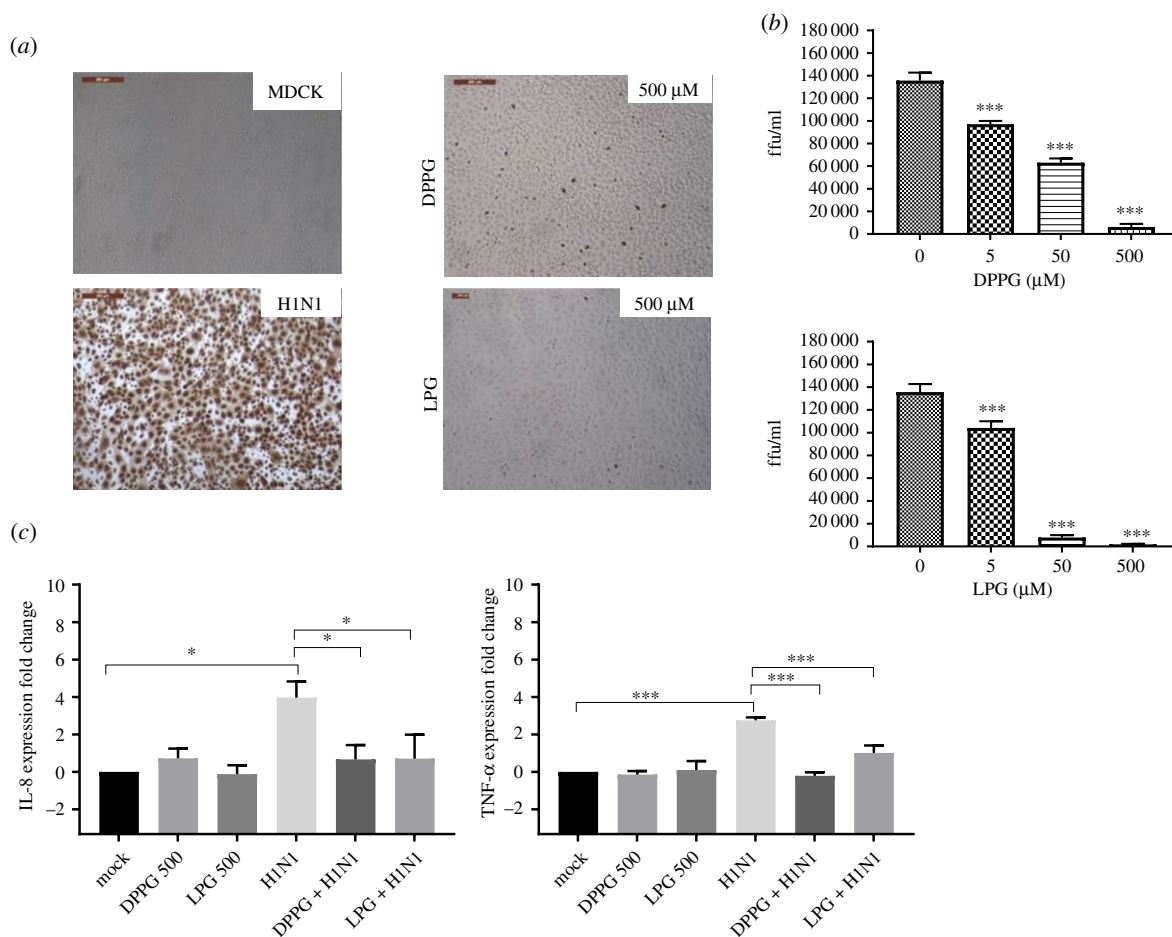 (a)
MDCK
H1N1
DPPG
500 µM
LPG
500 µM
(b)
ffu/ml
180 000
160 000
140 000
120 000
100 000
80 000
60 000
40 000
20 000
0
***
***
***
0 5 50 500
DPPG (µM)
ffu/ml
180 000
160 000
140 000
120 000
100 000
80 000
60 000
40 000
20 000
0
***
***
***
0 5 50 500
LPG (µM)
(c)
IL-8 expression fold change
10
8
6
4
2
0
–2
*
*
*
mock
DPPG 500
LPG 500
H1N1
DPPG + H1N1
LPG + H1N1
TNF-α expression fold change
10
8
6
4
2
0
–2
***
***
***
mock
DPPG 500
LPG 500
H1N1
DPPG + H1N1
LPG + H1N1